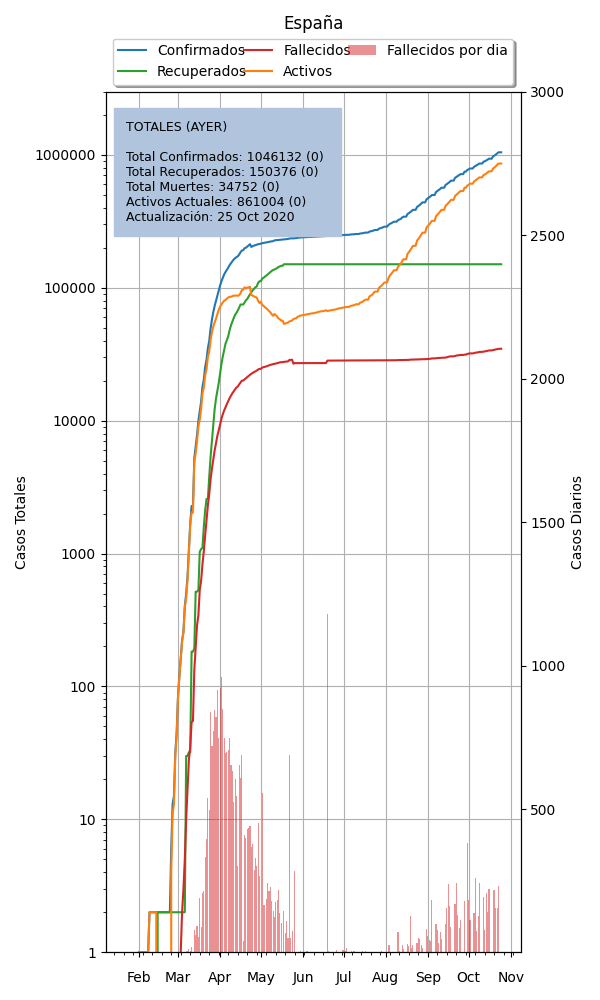 España
Confirmados
Recuperados
Fallecidos
Activos
Fallecidos por dia
TOTALES (AYER)
Total Confirmados: 1046132 (0)
Total Recuperados: 150376 (0)
Total Muertes: 34752 (0)
Activos Actuales: 861004 (0)
Actualización: 25 Oct 2020
1000000
100000
10000
1000
100
10
1
Casos Totales
3000
2500
2000
1500
1000
500
Casos Diarios
Feb Mar Apr May Jun Jul Aug Sep Oct Nov